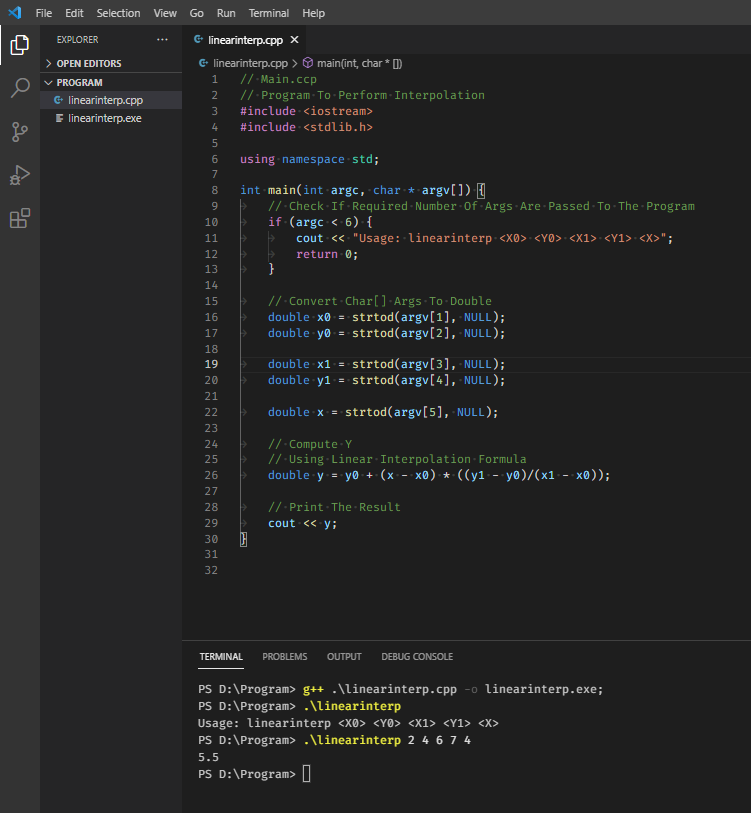 File Edit Selection View Go Run Terminal Help
EXPLORER ···
OPEN EDITORS
PROGRAM
linearinterp.cpp
linearinterp.exe
linearinterp.cpp
linearinterp.cpp > main(int, char * [])
1 // Main.ccp
2 // Program To Perform Interpolation
3 #include <iostream>
4 #include <stdlib.h>
5
6 using namespace std;
7
8 int main(int argc, char * argv[]) {
9 // Check If Required Number Of Args Are Passed To The Program
10 if (argc < 6) {
11 cout << "Usage: linearinterp <X0> <Y0> <X1> <Y1> <X>";
12 return 0;
13 }
14
15 // Convert Char[] Args To Double
16 double x0 = strtod(argv[1], NULL);
17 double y0 = strtod(argv[2], NULL);
18
19 double x1 = strtod(argv[3], NULL);
20 double y1 = strtod(argv[4], NULL);
21
22 double x = strtod(argv[5], NULL);
23
24 // Compute Y
25 // Using Linear Interpolation Formula
26 double y = y0 + (x - x0) * ((y1 - y0)/(x1 - x0));
27
28 // Print The Result
29 cout << y;
30 }
31
32
TERMINAL PROBLEMS OUTPUT DEBUG CONSOLE
PS D:\Program> g++ .\linearinterp.cpp -o linearinterp.exe;
PS D:\Program> .\linearinterp
Usage: linearinterp <X0> <Y0> <X1> <Y1> <X>
PS D:\Program> .\linearinterp 2 4 6 7 4
5.5
PS D:\Program>